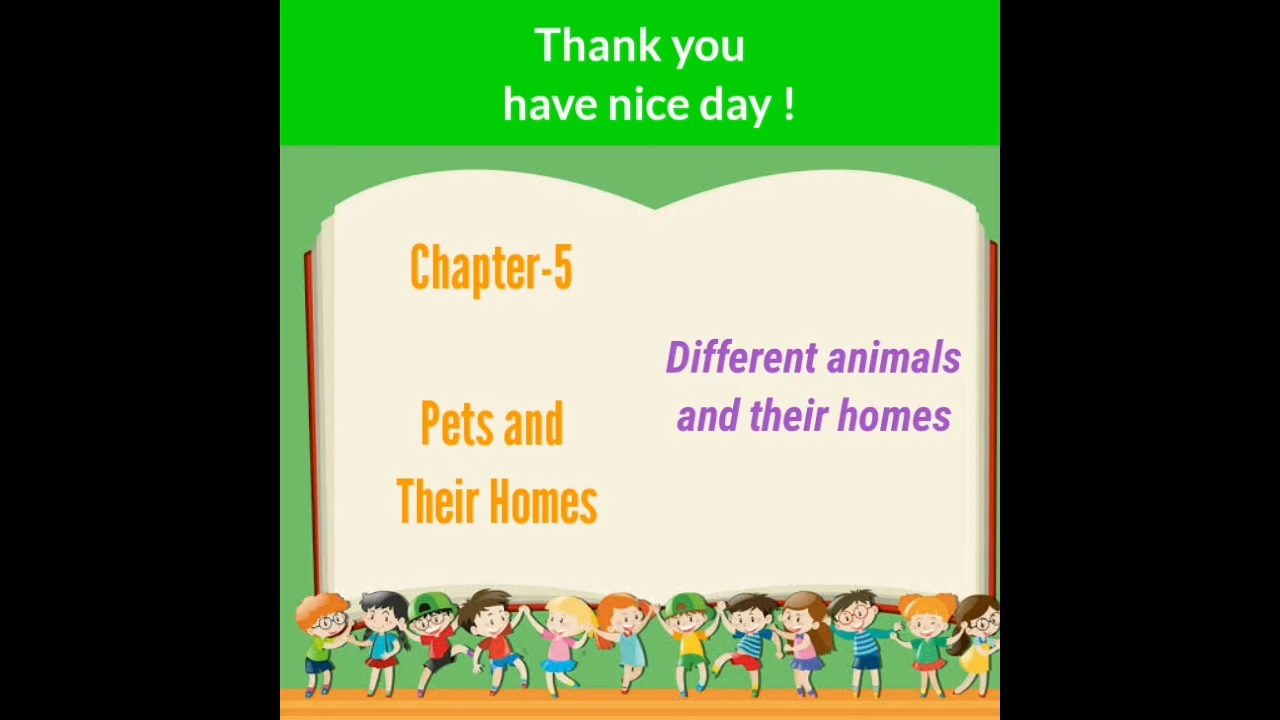 Thank you
have nice day !
Chapter-5
Pets and
Their Homes
Different animals
and their homes